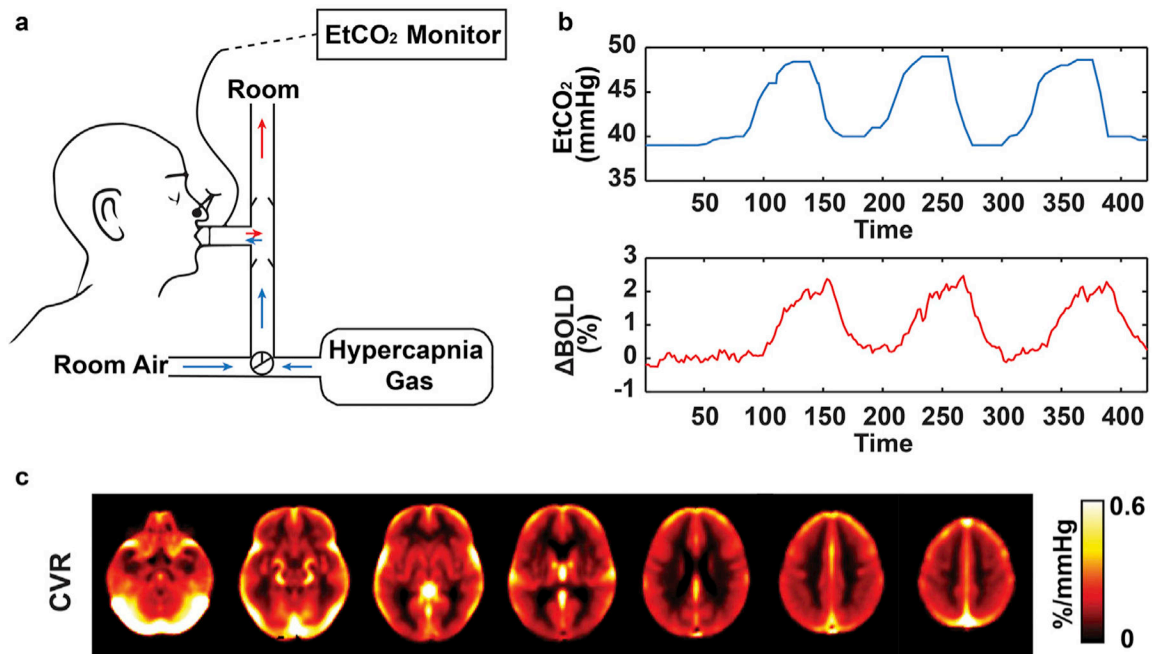 a
EtCO₂ Monitor
Room
Room Air
Hypercapnia
Gas
b
EtCO₂
(mmHg)
50
45
40
35
50 100 150 200 250 300 350 400
Time
ΔBOLD
(%)
3
2
1
0
-1
50 100 150 200 250 300 350 400
Time
c
CVR
%/mmHg
0.6
0